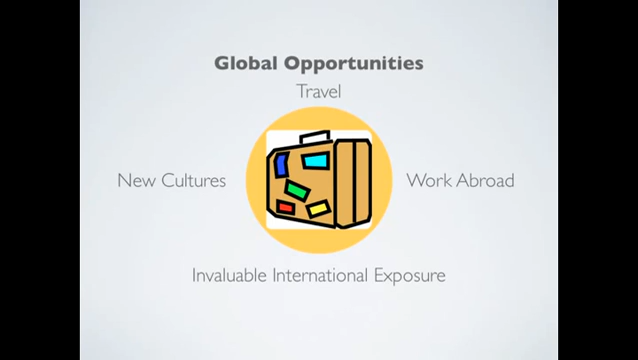 Global Opportunities
Travel
New Cultures
Work Abroad
Invaluable International Exposure